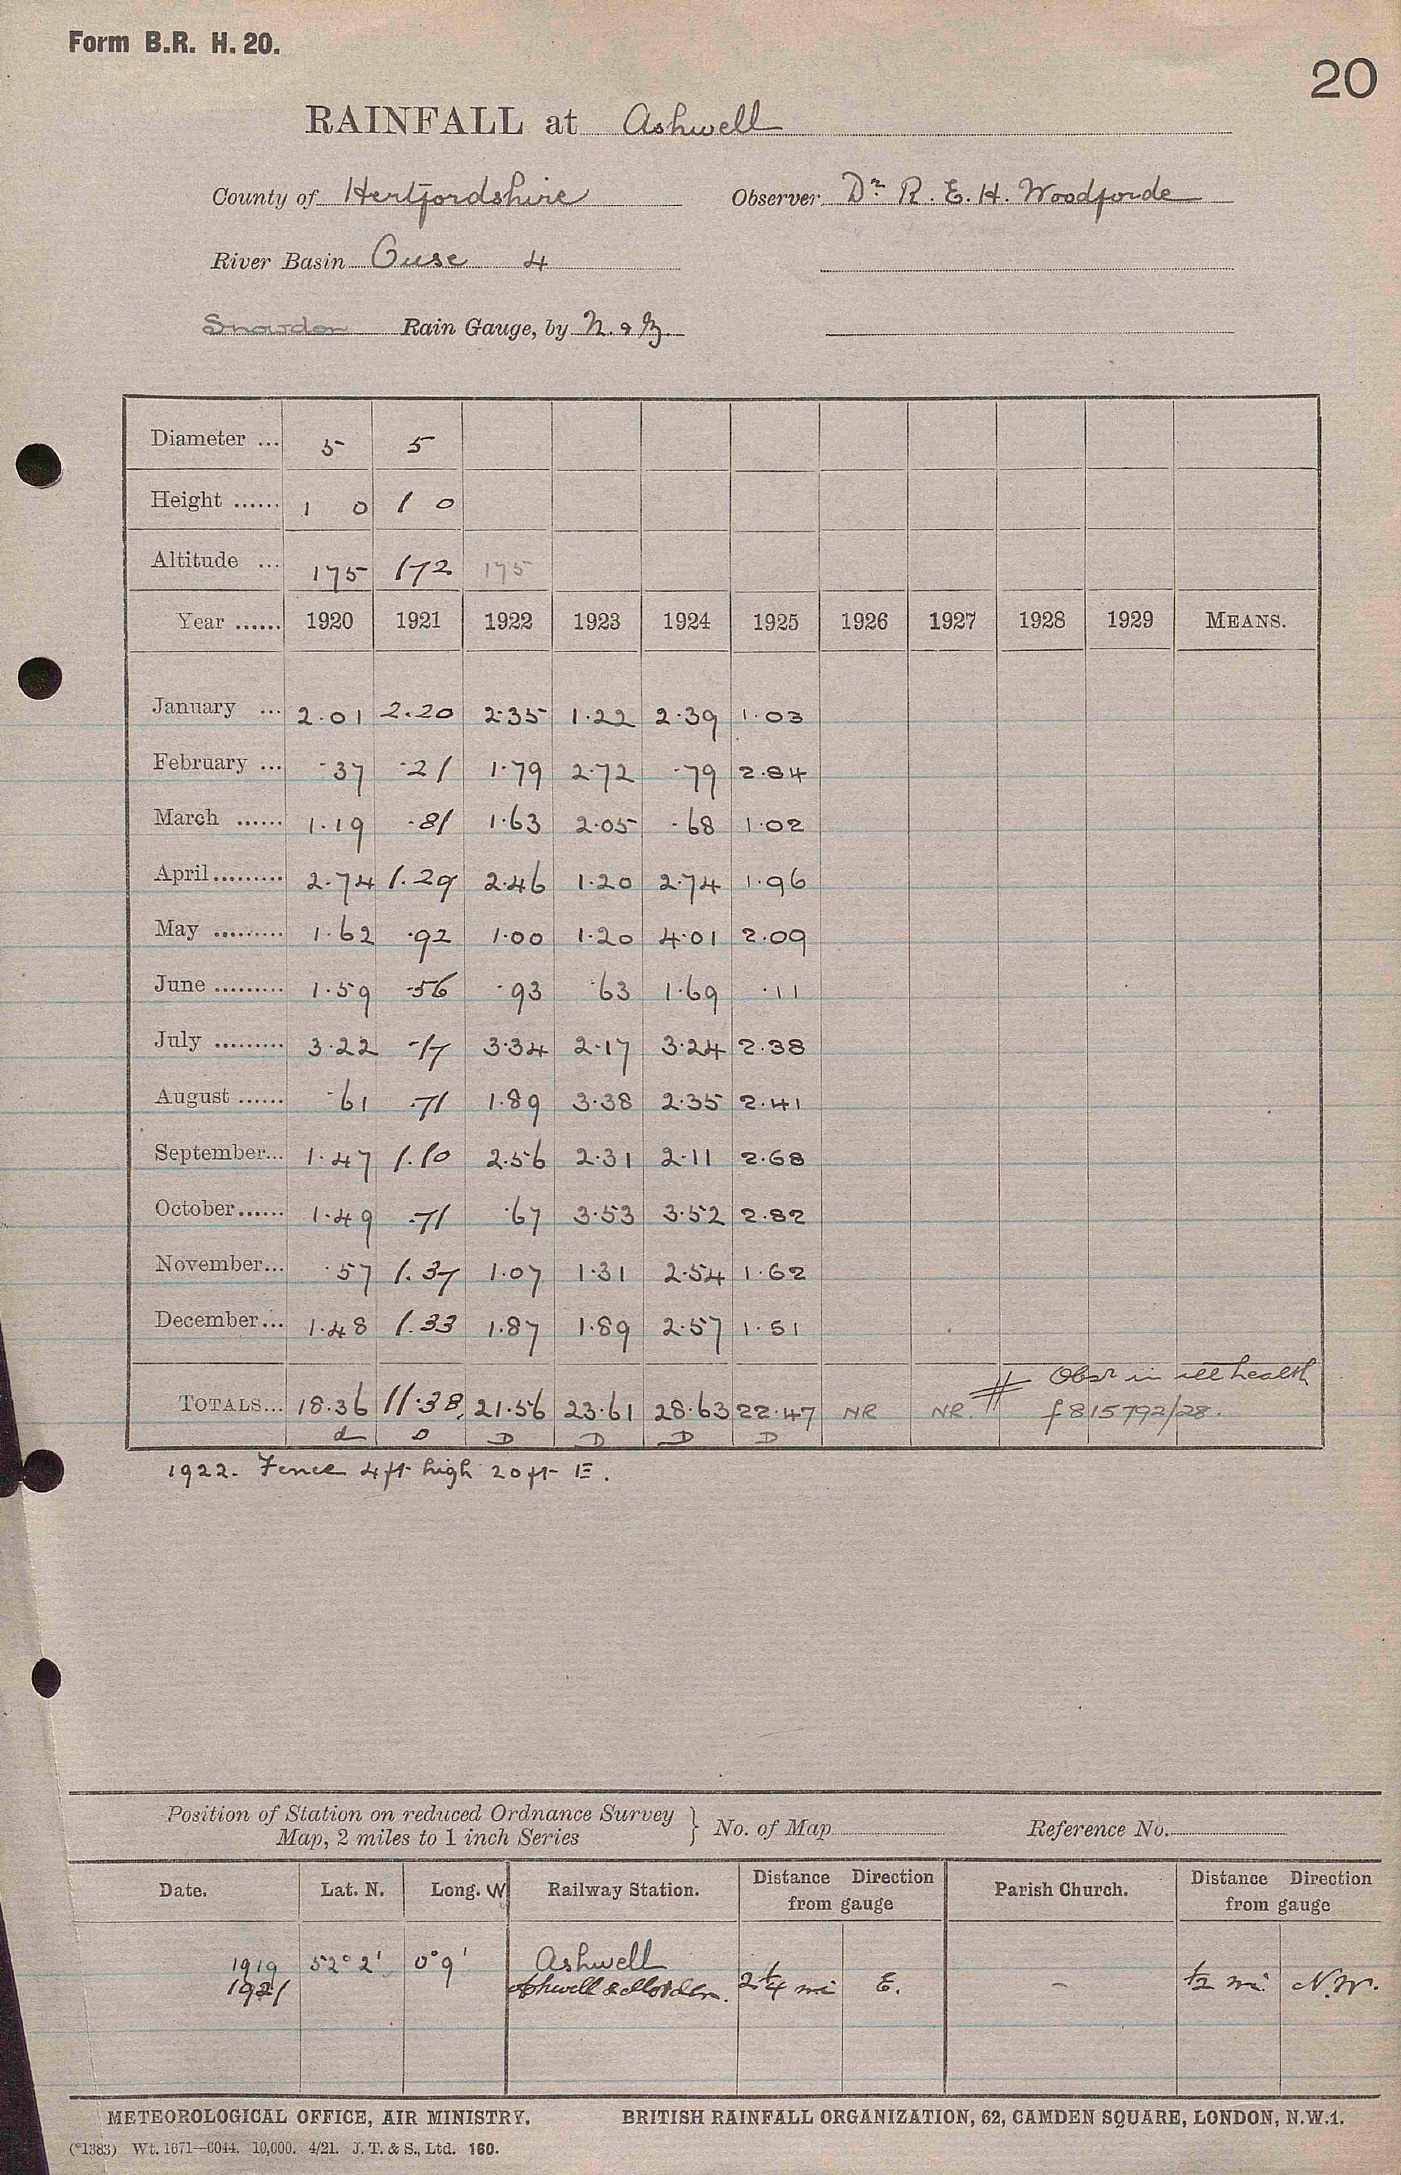 Form B.R. H. 20.
20
RAINFALL at Ashwell
County of Hertfordshire Observer Dr R. E. H. Woodforde
River Basin Ouse 4
Snowdon Rain Gauge, by N. & Z.
Diameter ... 5 5
Height ...... 1 0 1 0
Altitude ... 175 172 175
Year ...... 1920 1921 1922 1923 1924 1925 1926 1927 1928 1929 MEANS.
January ... 2.01 2.20 2.35 1.22 2.39 1.03
February ... .37 .21 1.79 2.72 .79 2.84
March ...... 1.19 .81 1.63 2.05 .68 1.02
April ......... 2.74 1.29 2.46 1.20 2.74 1.96
May ......... 1.62 .92 1.00 1.20 4.01 2.09
June ......... 1.59 .56 .93 .63 1.69 .11
July ......... 3.22 .17 3.34 2.17 3.24 2.38
August ...... .61 .71 1.89 3.38 2.35 2.41
September... 1.47 1.10 2.56 2.31 2.11 2.68
October...... 1.49 .71 .67 3.53 3.52 2.82
November... .57 1.37 1.07 1.31 2.54 1.62
December... 1.48 1.33 1.87 1.89 2.57 1.51
# Obsr in ill health
TOTALS... 18.36 11.38 21.56 23.61 28.63 22.47 NR NR. f 815792/28.
d D D D D D
1922. Fence 4ft high 20ft E.
Position of Station on reduced Ordnance Survey
Map, 2 miles to 1 inch Series } No. of Map Reference No.
Date. Lat. N. Long. W Railway Station. Distance Direction from gauge Parish Church. Distance Direction from gauge
1919 52° 2' 0° 9' Ashwell
1921 Ashwell & Morden. 2 1/4 mi E. - 1/2 mi N.W.
METEOROLOGICAL OFFICE, AIR MINISTRY. BRITISH RAINFALL ORGANIZATION, 62, CAMDEN SQUARE, LONDON, N.W.1.
(*1383) Wt. 1671—6044. 10,000. 4/21. J. T. & S., Ltd. 160.